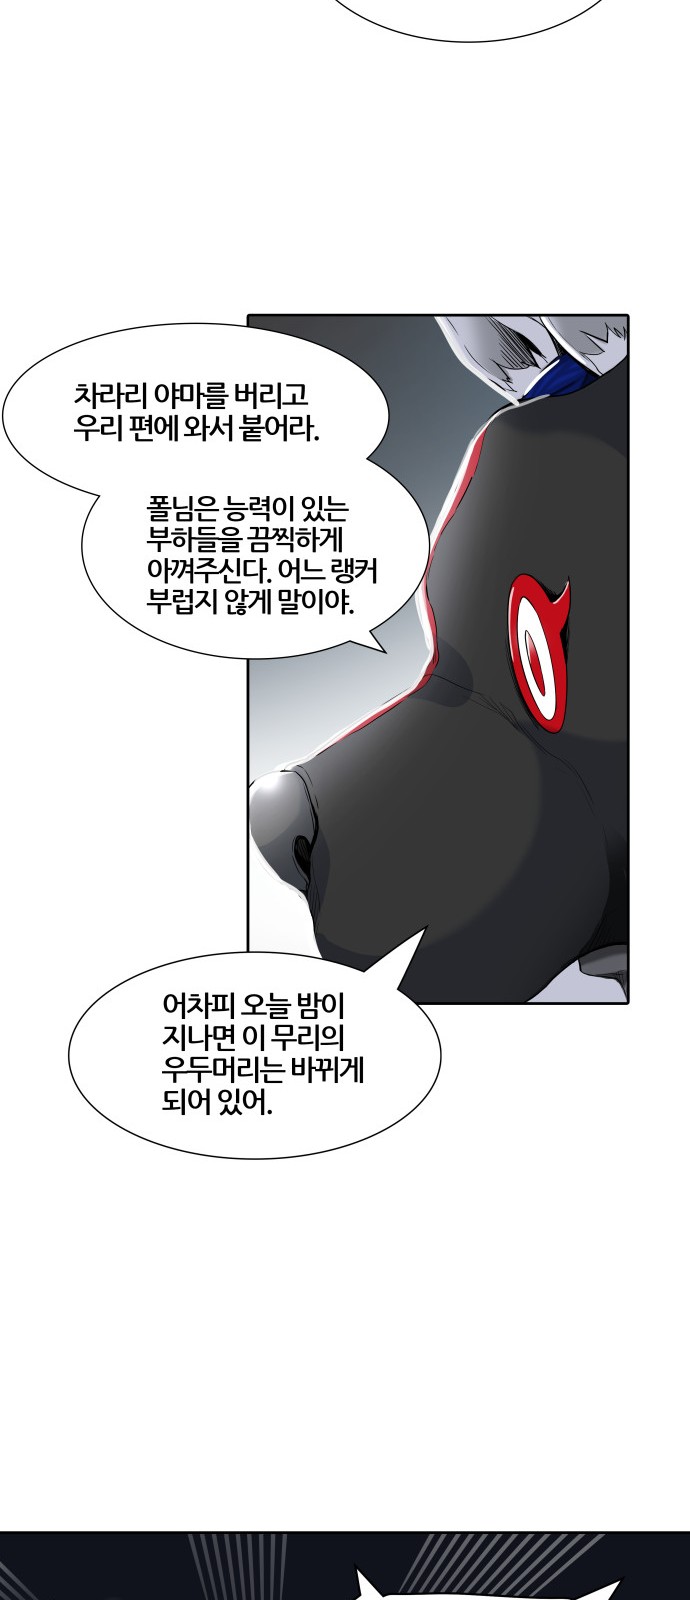 차라리 야마를 버리고
우리 편에 와서 붙어라.
폴님은 능력이 있는
부하들을 끔찍하게
아껴주신다. 어느 랭커
부럽지 않게 말이야.
어차피 오늘 밤이
지나면 이 무리의
우두머리는 바뀌게
되어 있어.